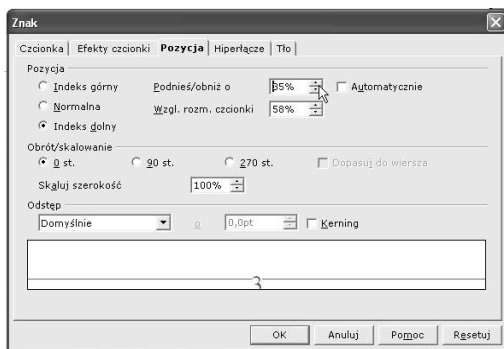 Znak
Czcionka Efekty czcionki Pozycja Hiperłącze Tło
Pozycja
Indeks górny Podnieś/obniż o 35% Automatycznie
Normalna Wzgl. rozm. czcionki 58%
Indeks dolny
Obrót/skalowanie
0 st. 90 st. 270 st. Dopasuj do wiersza
Skaluj szerokość 100%
Odstęp
Domyślnie o 0,0pt Kerning
3
OK Anuluj Pomoc Resetuj